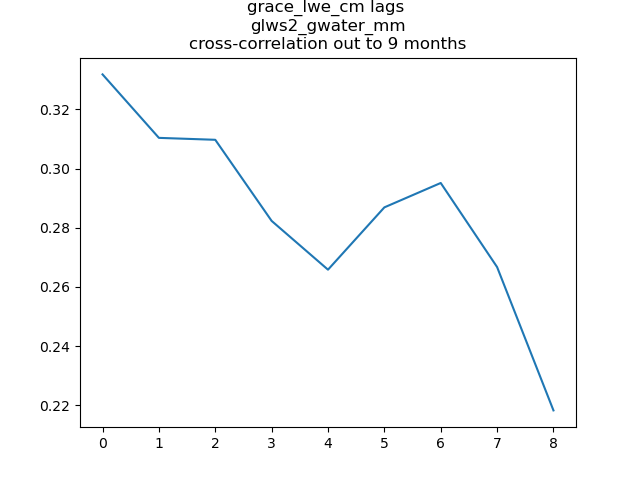 grace_lwe_cm lags
glws2_gwater_mm
cross-correlation out to 9 months
0.32
0.30
0.28
0.26
0.24
0.22
0 1 2 3 4 5 6 7 8